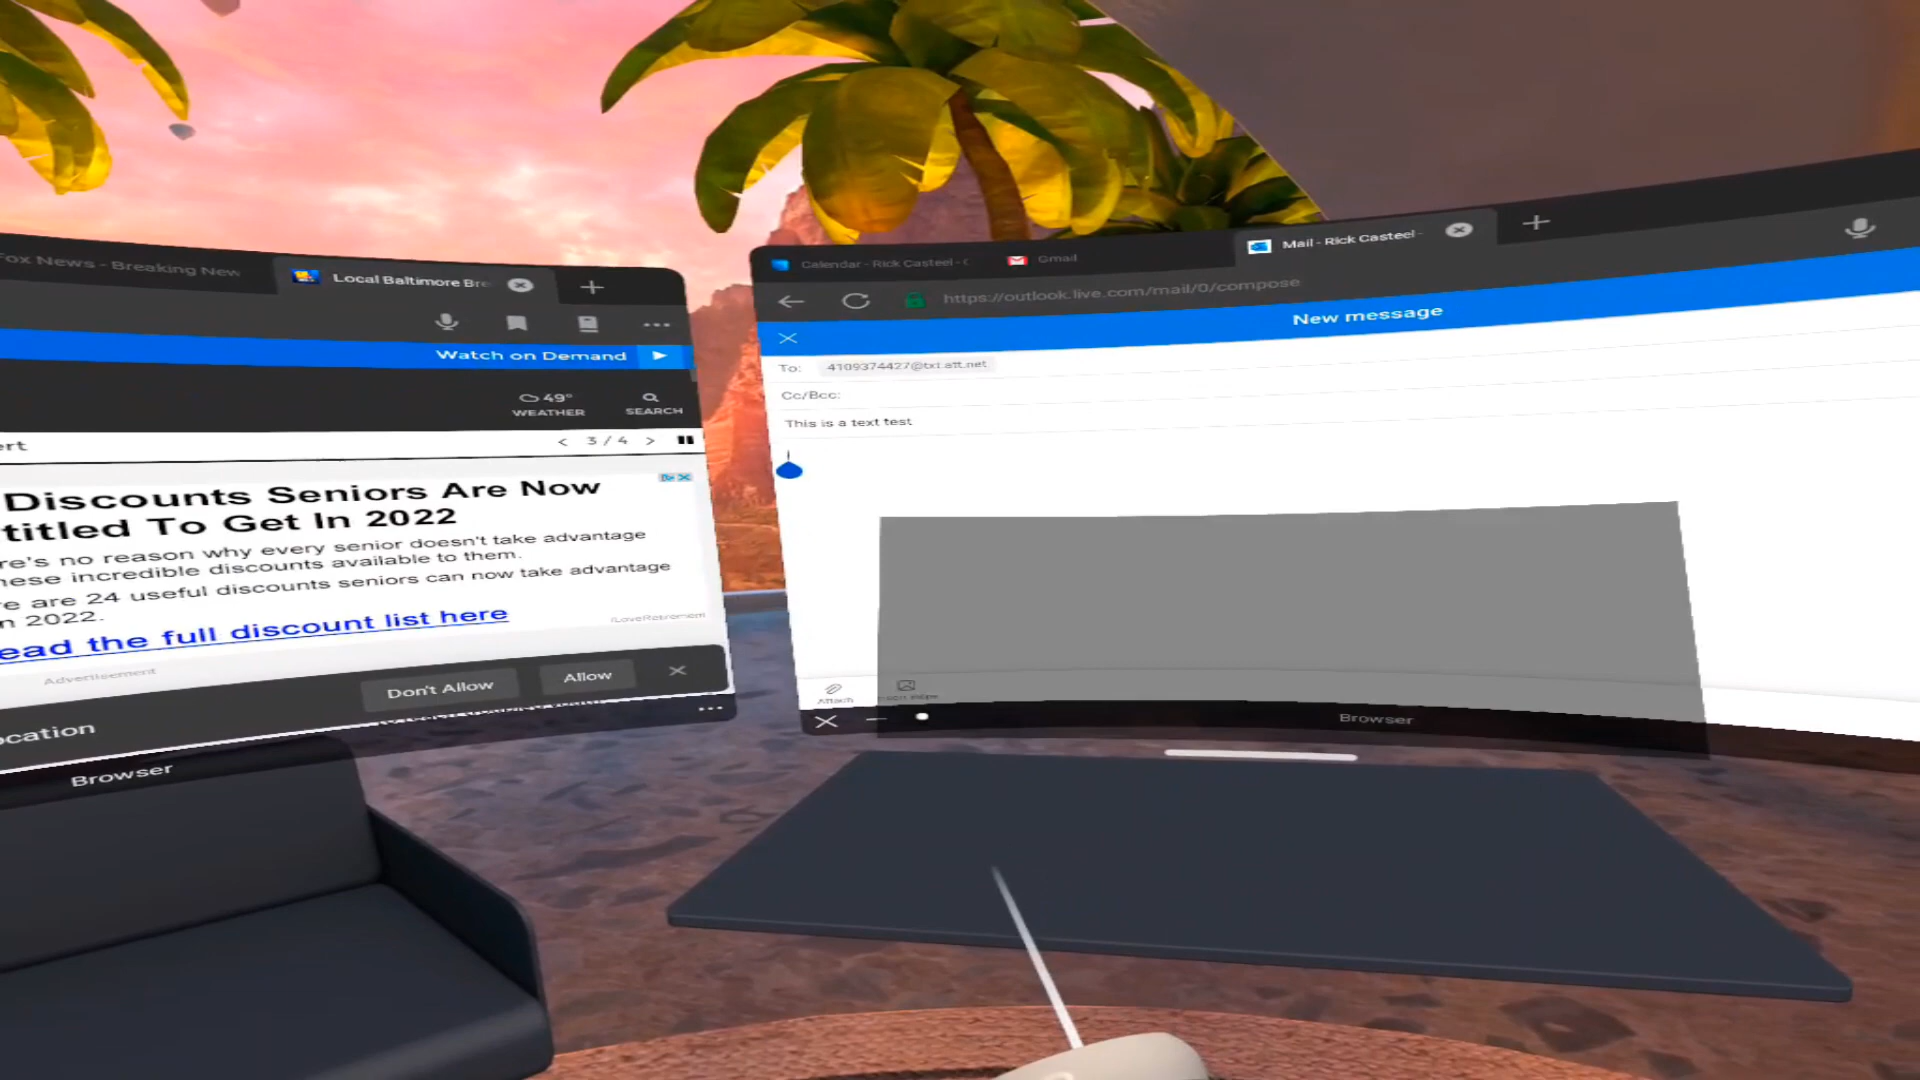 Fox News - Breaking New
Local Baltimore Bre
Watch on Demand
49°
WEATHER
SEARCH
ert
< 3 / 4 >
Discounts Seniors Are Now
titled To Get In 2022
re's no reason why every senior doesn't take advantage
hese incredible discounts available to them.
e are 24 useful discounts seniors can now take advantage
n 2022.
ead the full discount list here
iLoveRetirement
Advertisement
Don't Allow
Allow
ocation
Browser
Calendar - Rick Casteel - (
Gmail
Mail - Rick Casteel -
https://outlook.live.com/mail/0/compose
New message
To: 4109374427@txt.att.net
Cc/Bcc:
This is a text test
Attach
Browser